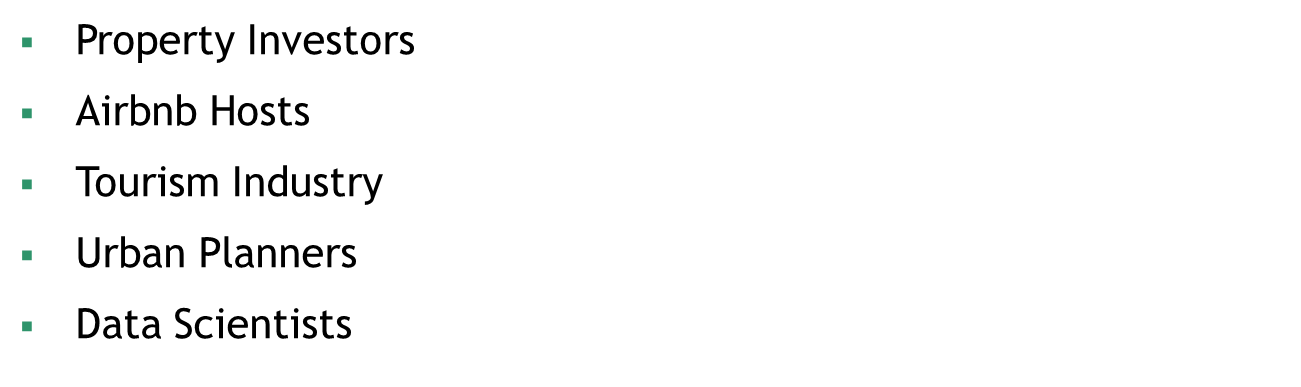 ▪ Property Investors
▪ Airbnb Hosts
▪ Tourism Industry
▪ Urban Planners
▪ Data Scientists